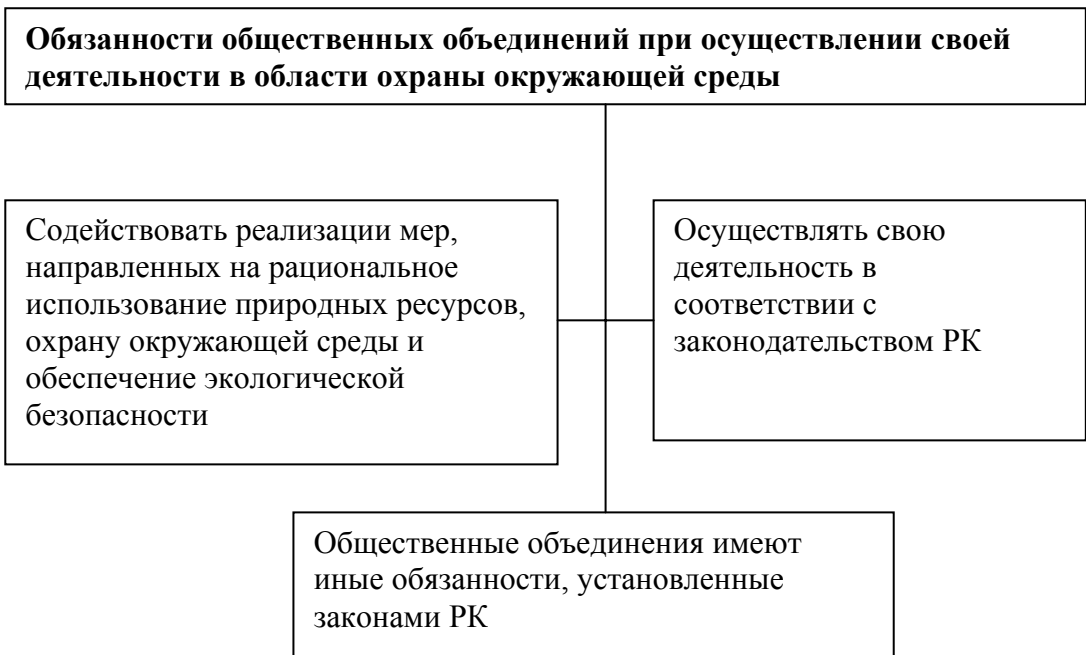 Обязанности общественных объединений при осуществлении своей
деятельности в области охраны окружающей среды
Содействовать реализации мер,
направленных на рациональное
использование природных ресурсов,
охрану окружающей среды и
обеспечение экологической
безопасности
Осуществлять свою
деятельность в
соответствии с
законодательством РК
Общественные объединения имеют
иные обязанности, установленные
законами РК